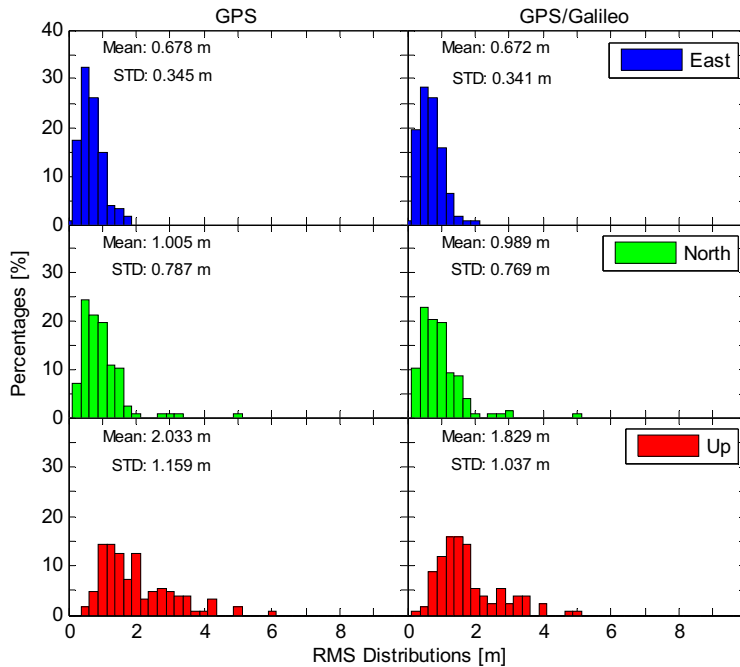 GPS
GPS/Galileo
Percentages [%]
40
30
20
10
0
Mean: 0.678 m
STD: 0.345 m
Mean: 0.672 m
STD: 0.341 m
East
30
20
10
0
Mean: 1.005 m
STD: 0.787 m
Mean: 0.989 m
STD: 0.769 m
North
30
20
10
0
Mean: 2.033 m
STD: 1.159 m
Mean: 1.829 m
STD: 1.037 m
Up
0 2 4 6 8 0 2 4 6 8
RMS Distributions [m]